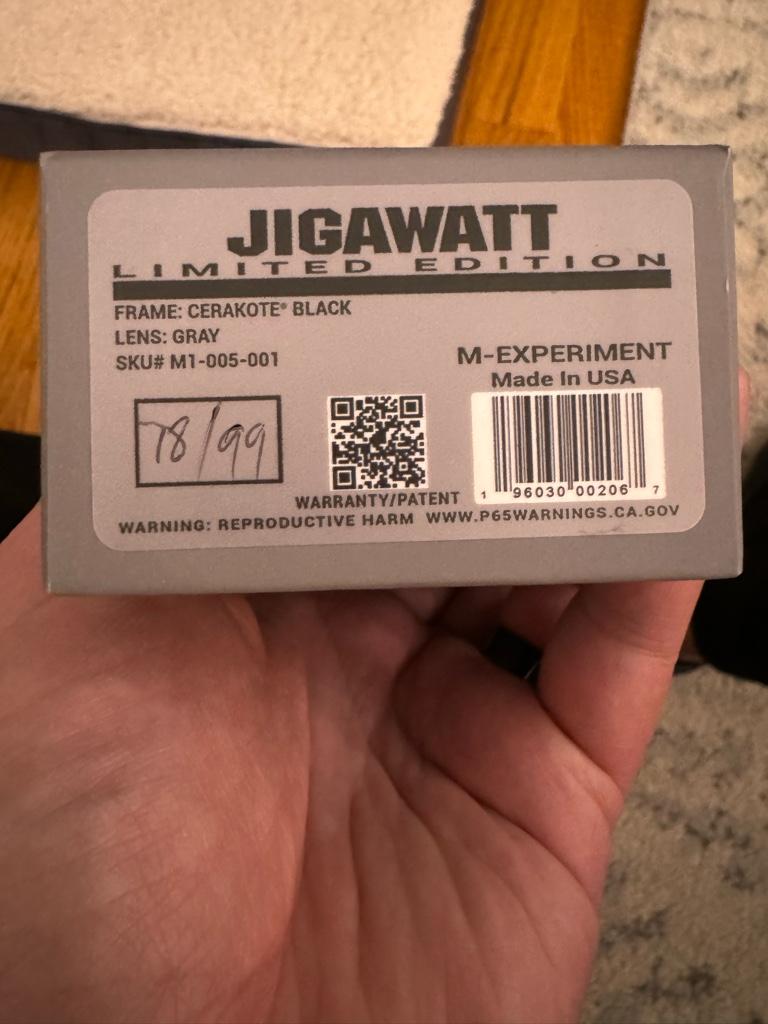 JIGAWATT
LIMITED EDITION
FRAME: CERAKOTE® BLACK
LENS: GRAY
SKU# M1-005-001
M-EXPERIMENT
Made In USA
78/99
1 96030 00206 7
WARRANTY/PATENT
WARNING: REPRODUCTIVE HARM WWW.P65WARNINGS.CA.GOV